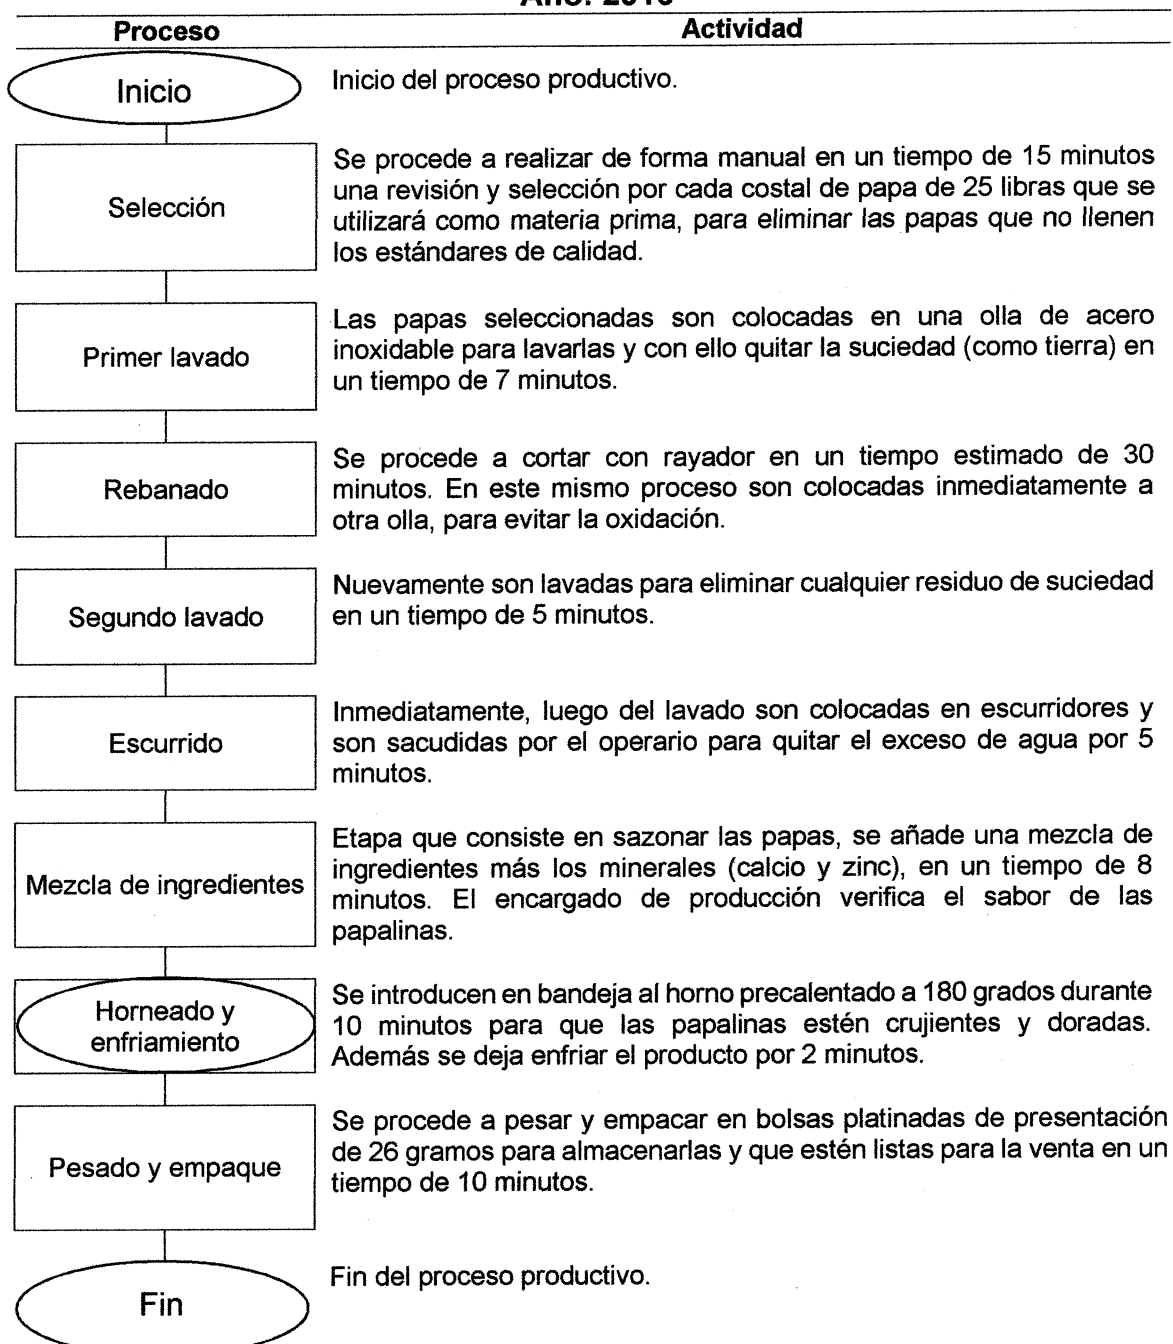 Proceso Actividad
Inicio
Inicio del proceso productivo.
Selección
Se procede a realizar de forma manual en un tiempo de 15 minutos
una revisión y selección por cada costal de papa de 25 libras que se
utilizará como materia prima, para eliminar las papas que no llenen
los estándares de calidad.
Primer lavado
Las papas seleccionadas son colocadas en una olla de acero
inoxidable para lavarlas y con ello quitar la suciedad (como tierra) en
un tiempo de 7 minutos.
Rebanado
Se procede a cortar con rayador en un tiempo estimado de 30
minutos. En este mismo proceso son colocadas inmediatamente a
otra olla, para evitar la oxidación.
Segundo lavado
Nuevamente son lavadas para eliminar cualquier residuo de suciedad
en un tiempo de 5 minutos.
Escurrido
Inmediatamente, luego del lavado son colocadas en escurridores y
son sacudidas por el operario para quitar el exceso de agua por 5
minutos.
Mezcla de ingredientes
Etapa que consiste en sazonar las papas, se añade una mezcla de
ingredientes más los minerales (calcio y zinc), en un tiempo de 8
minutos. El encargado de producción verifica el sabor de las
papalinas.
Horneado y
enfriamiento
Se introducen en bandeja al horno precalentado a 180 grados durante
10 minutos para que las papalinas estén crujientes y doradas.
Además se deja enfriar el producto por 2 minutos.
Pesado y empaque
Se procede a pesar y empacar en bolsas platinadas de presentación
de 26 gramos para almacenarlas y que estén listas para la venta en un
tiempo de 10 minutos.
Fin
Fin del proceso productivo.